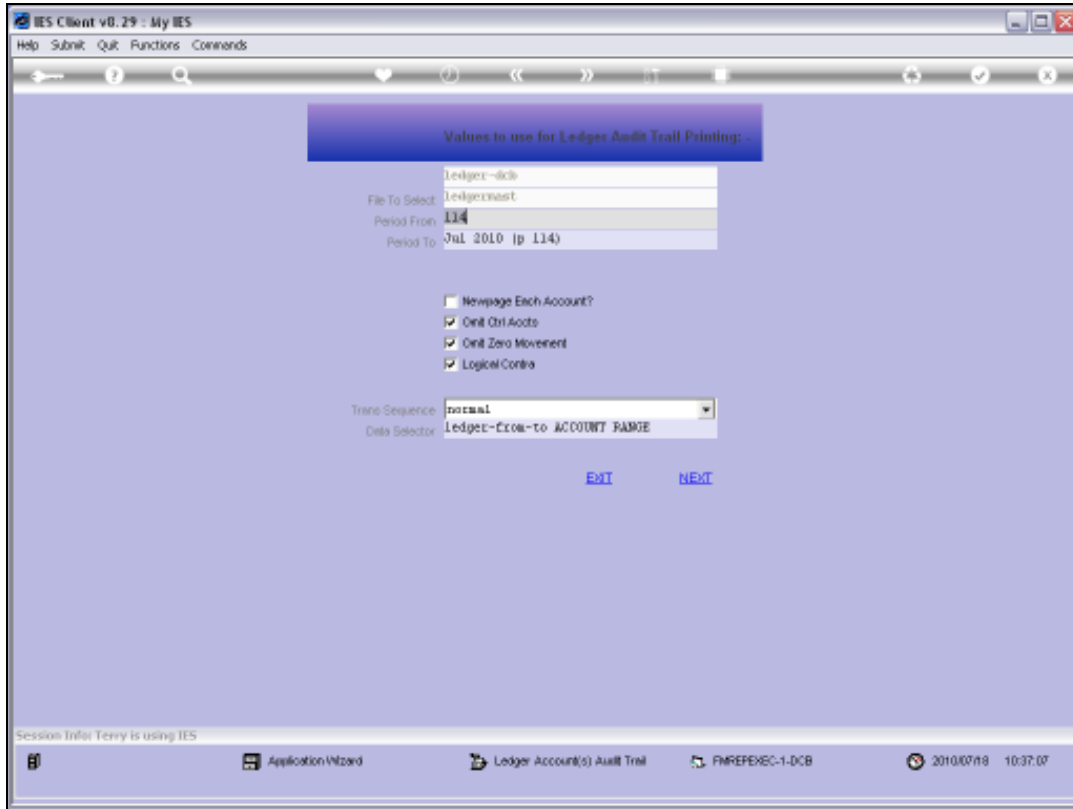 IES Client v8.29 : My IES
Help Submit Quit Functions Commands
Values to use for Ledger Audit Trail Printing: -
ledger-dcb
File To Select ledgermast
Period From 114
Period To Jul 2010 (p 114)
Newpage Each Account?
Omit Ctrl Accts
Omit Zero Movement
Logical Contra
Trans Sequence normal
Data Selector ledger-from-to ACCOUNT RANGE
EXIT NEXT
Session Info: Terry is using IES
Application Wizard Ledger Account(s) Audit Trail FMREPEXEC-1-DCB 2010/07/18 10:37:07